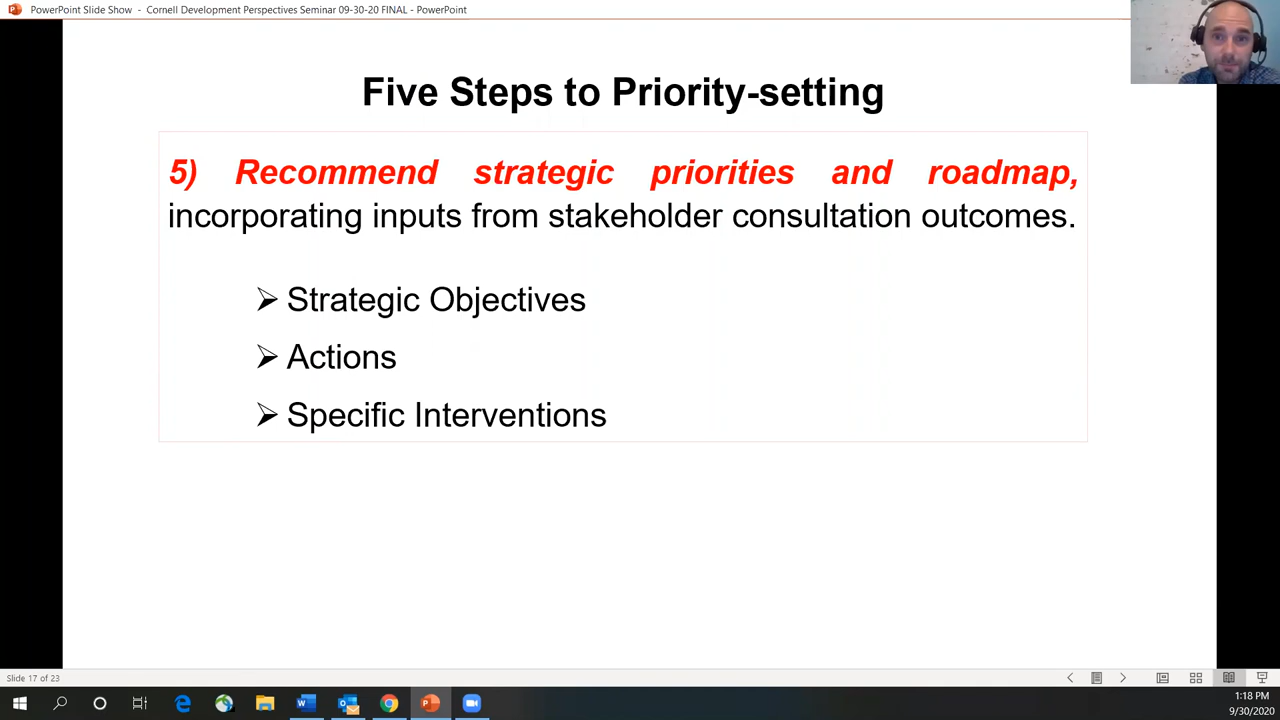 PowerPoint Slide Show - Cornell Development Perspectives Seminar 09-30-20 FINAL - PowerPoint
Five Steps to Priority-setting
5) Recommend strategic priorities and roadmap,
incorporating inputs from stakeholder consultation outcomes.
➢ Strategic Objectives
➢ Actions
➢ Specific Interventions
Slide 17 of 23
1:18 PM
9/30/2020